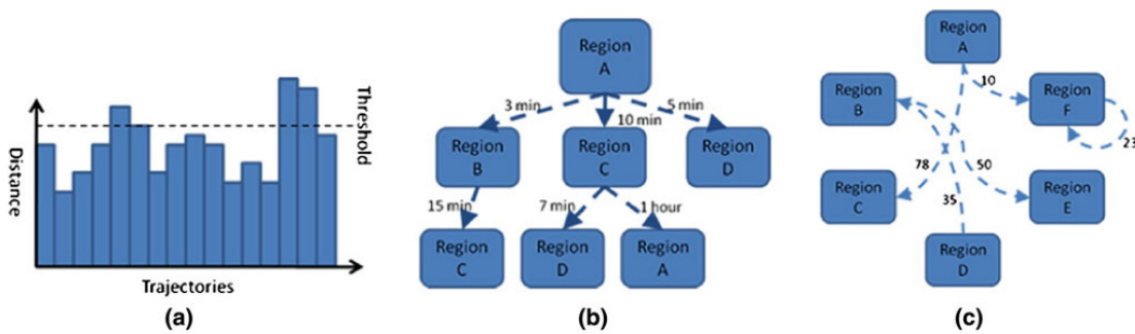 Distance
Threshold
Trajectories
(a)
Region
A
3 min
10 min
5 min
Region
B
Region
C
Region
D
15 min
7 min
1 hour
Region
C
Region
D
Region
A
(b)
Region
A
10
Region
B
Region
F
23
78
50
Region
C
35
Region
E
Region
D
(c)